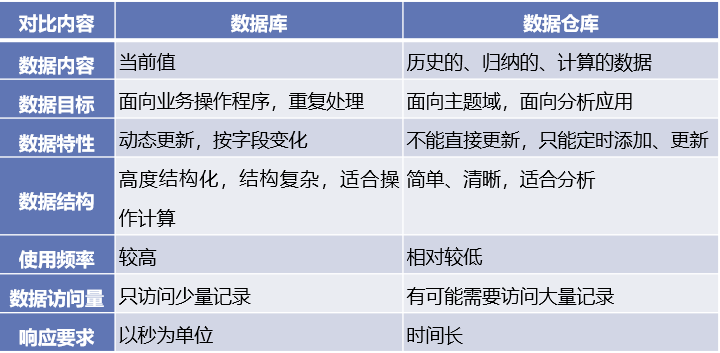 对比内容 数据库 数据仓库
数据内容 当前值 历史的、归纳的、计算的数据
数据目标 面向业务操作程序，重复处理 面向主题域，面向分析应用
数据特性 动态更新，按字段变化 不能直接更新，只能定时添加、更新
数据结构 高度结构化，结构复杂，适合操 简单、清晰，适合分析
作计算
使用频率 较高 相对较低
数据访问量 只访问少量记录 有可能需要访问大量记录
响应要求 以秒为单位 时间长